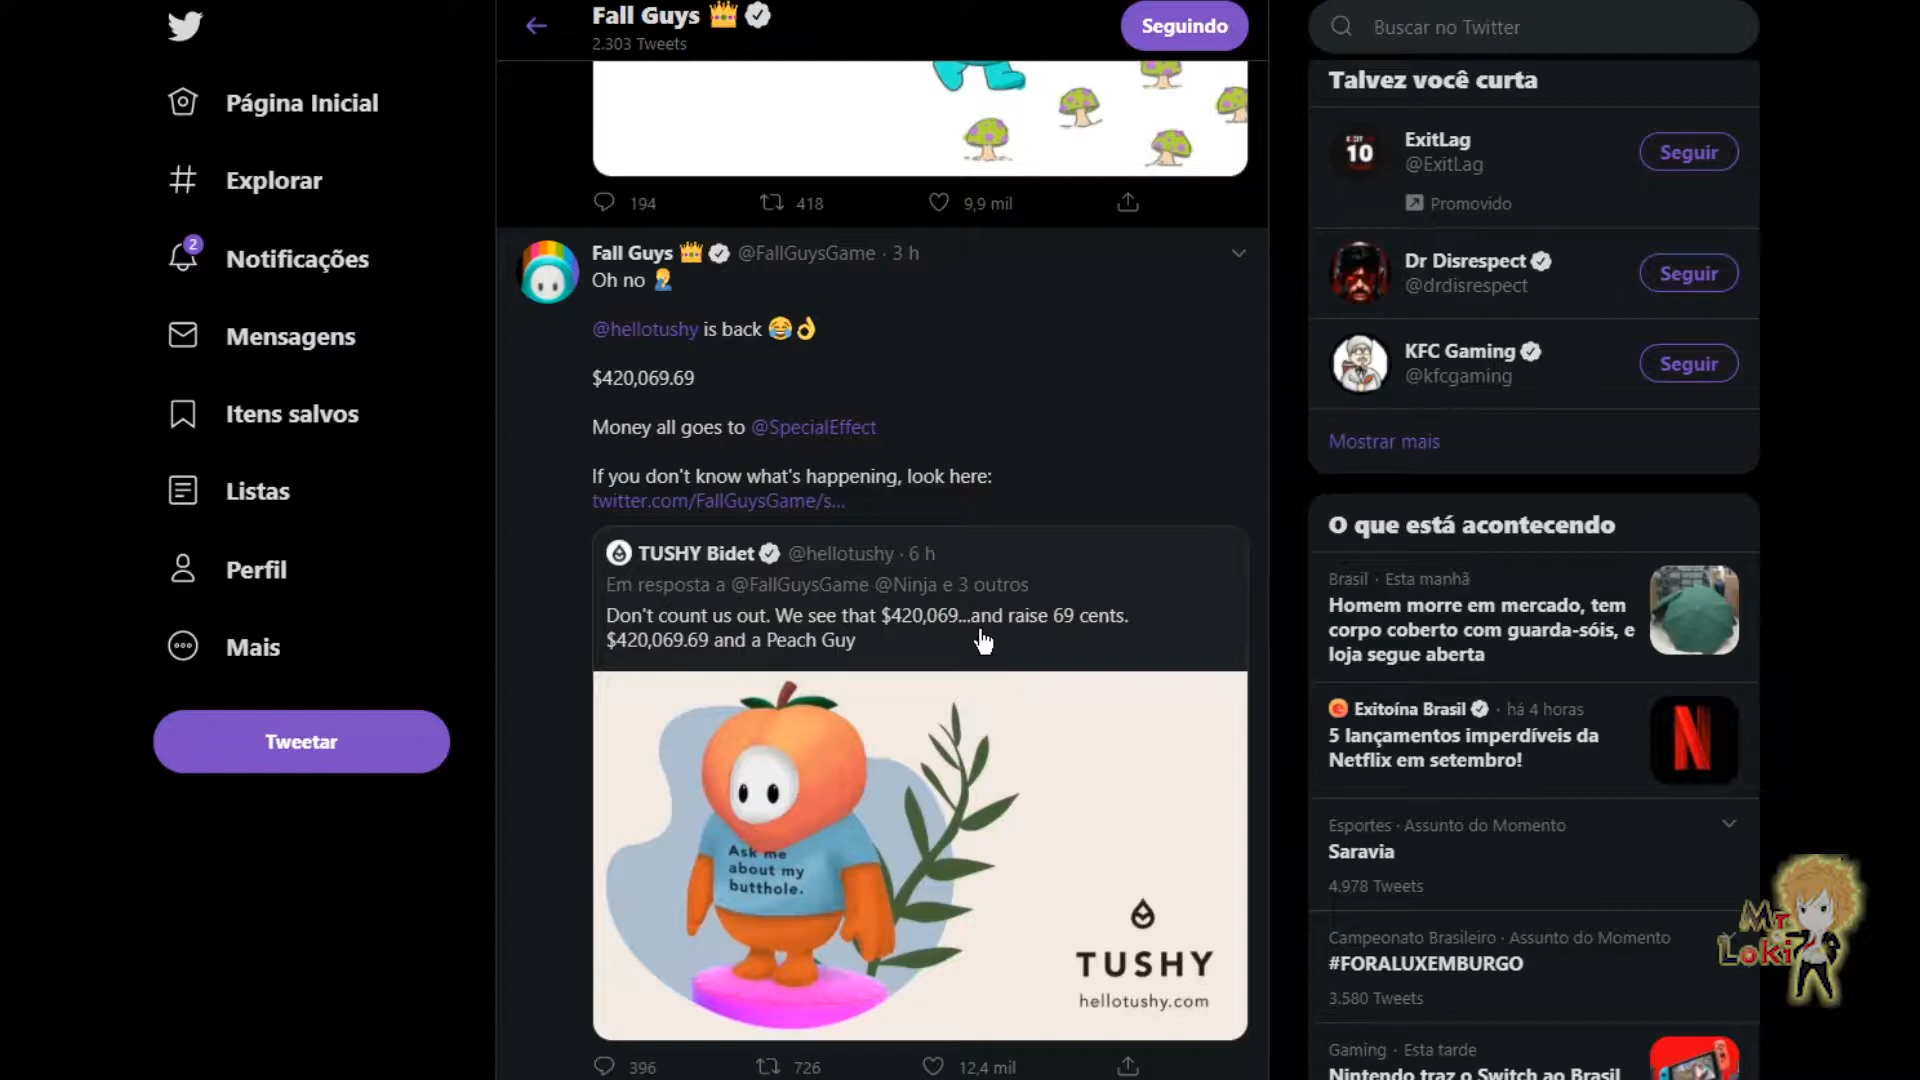 Fall Guys 👑
2.303 Tweets
Seguindo
Buscar no Twitter
Página Inicial
Explorar
2
Notificações
Mensagens
Itens salvos
Listas
Perfil
Mais
Tweetar
194
418
9,9 mil
Fall Guys 👑 @FallGuysGame · 3 h
Oh no 🤦
@hellotushy is back 😂👌
$420,069.69
Money all goes to @SpecialEffect
If you don't know what's happening, look here:
twitter.com/FallGuysGame/s...
TUSHY Bidet @hellotushy · 6 h
Em resposta a @FallGuysGame @Ninja e 3 outros
Don't count us out. We see that $420,069...and raise 69 cents.
$420,069.69 and a Peach Guy
Ask me
about my
butthole.
TUSHY
hellotushy.com
396
726
12,4 mil
Talvez você curta
10
ExitLag
@ExitLag
Seguir
Promovido
Dr Disrespect
@drdisrespect
Seguir
KFC Gaming
@kfcgaming
Seguir
Mostrar mais
O que está acontecendo
Brasil · Esta manhã
Homem morre em mercado, tem
corpo coberto com guarda-sóis, e
loja segue aberta
Exitoína Brasil · há 4 horas
5 lançamentos imperdíveis da
Netflix em setembro!
N
Esportes · Assunto do Momento
Saravia
4.978 Tweets
Campeonato Brasileiro · Assunto do Momento
#FORALUXEMBURGO
3.580 Tweets
Gaming · Esta tarde
Nintendo traz o Switch ao Brasil
Mr
Loki